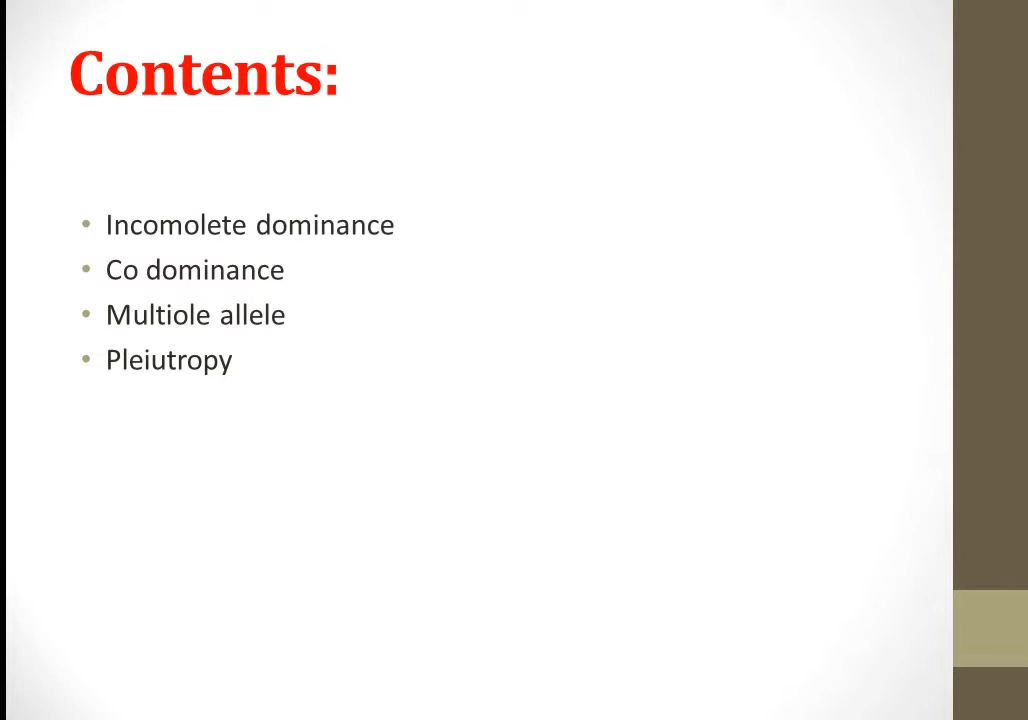 Contents:
• Incomolete dominance
• Co dominance
• Multiole allele
• Pleiutropy